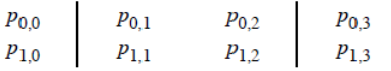 p0,0 | p0,1 p0,2 | p0,3
p1,0 | p1,1 p1,2 | p1,3